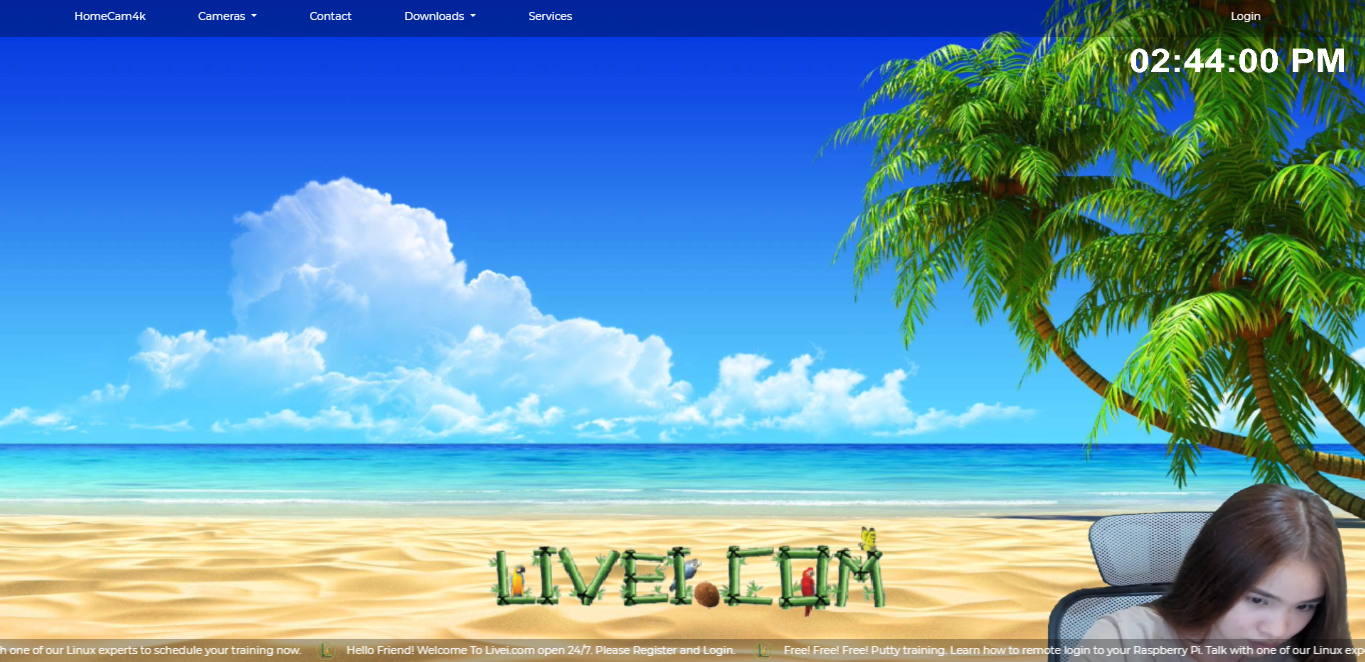 HomeCam4k Cameras Contact Downloads Services Login
02:44:00 PM
LIVEI.COM
h one of our Linux experts to schedule your training now. Hello Friend! Welcome To Livei.com open 24/7. Please Register and Login. Free! Free! Free! Putty training. Learn how to remote login to your Raspberry Pi. Talk with one of our Linux exp